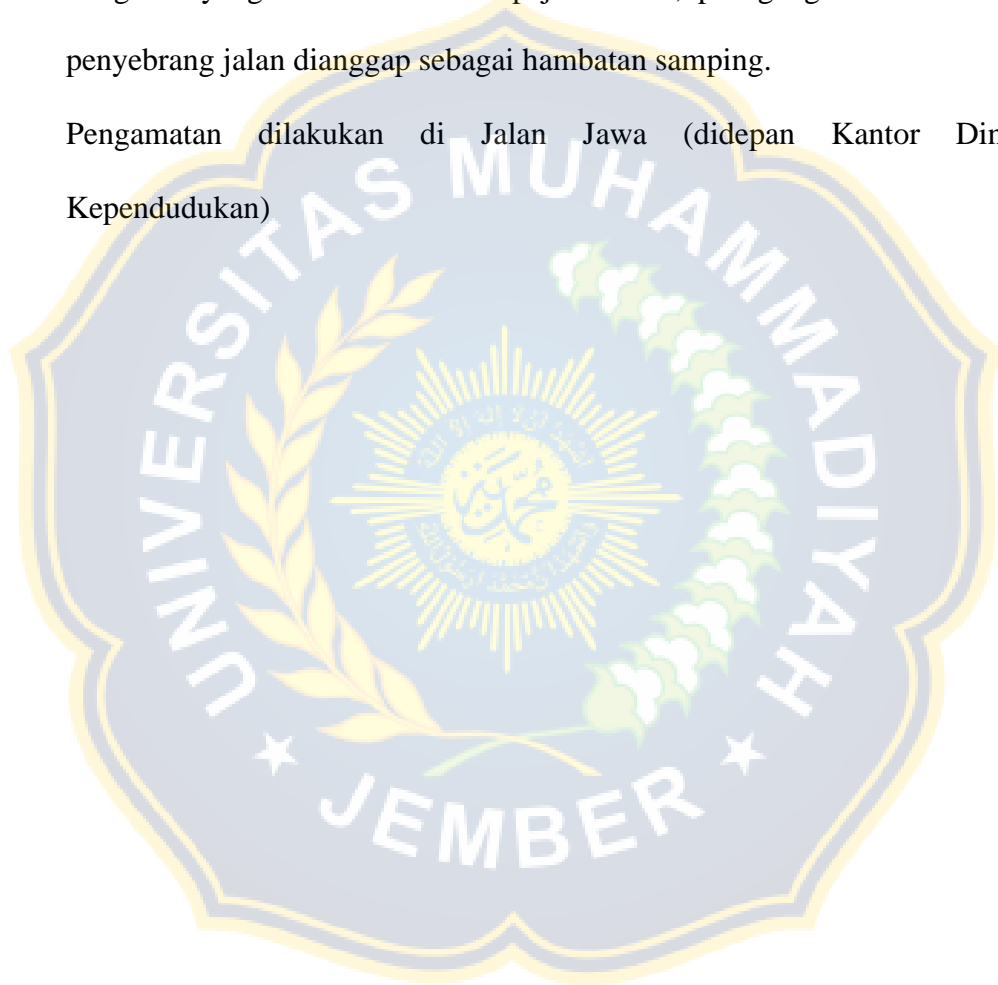 penyebrang jalan dianggap sebagai hambatan samping.
Pengamatan dilakukan di Jalan Jawa (didepan Kantor Din
Kependudukan)
UNIVERSITAS MUHAMMADIYAH
JEMBER